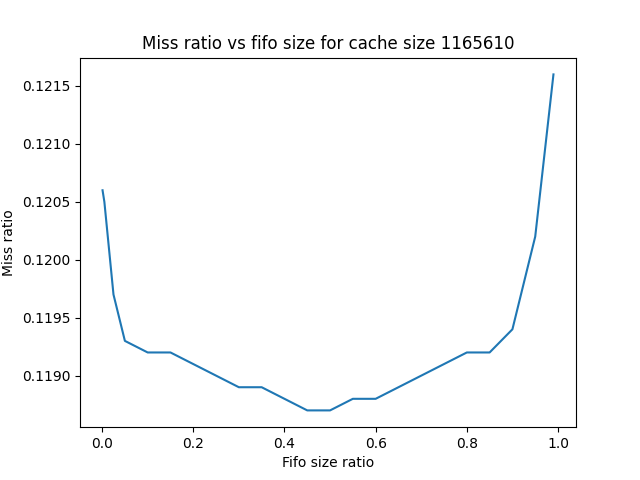 Miss ratio vs fifo size for cache size 1165610
0.1215
0.1210
0.1205
0.1200
0.1195
0.1190
Miss ratio
0.0 0.2 0.4 0.6 0.8 1.0
Fifo size ratio